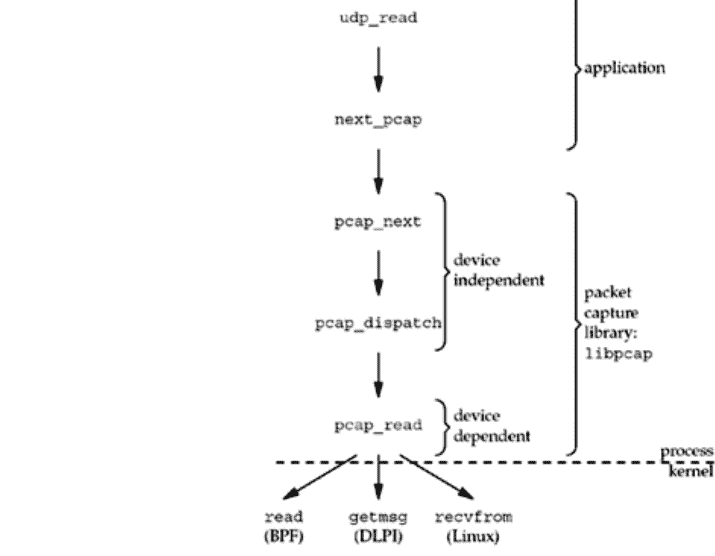 udp_read
application
next_pcap
pcap_next
device
independent
packet
capture
library:
libpcap
pcap_dispatch
pcap_read
device
dependent
process
kernel
read
(BPF)
getmsg
(DLPI)
recvfrom
(Linux)